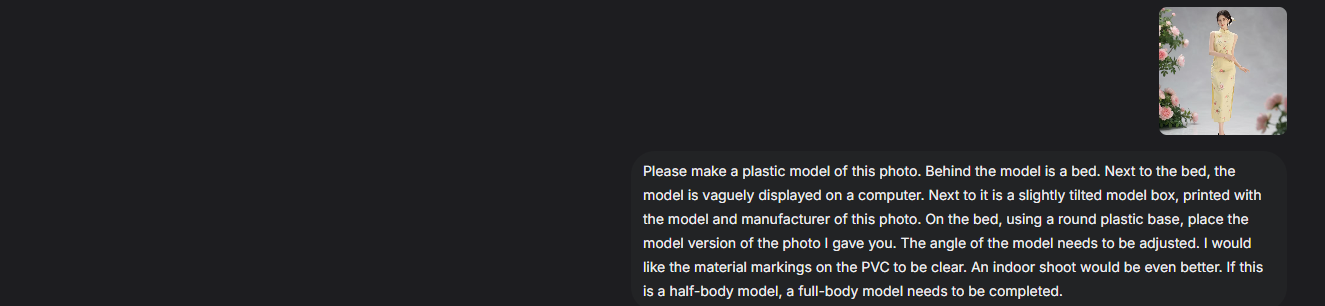 Please make a plastic model of this photo. Behind the model is a bed. Next to the bed, the
model is vaguely displayed on a computer. Next to it is a slightly tilted model box, printed with
the model and manufacturer of this photo. On the bed, using a round plastic base, place the
model version of the photo I gave you. The angle of the model needs to be adjusted. I would
like the material markings on the PVC to be clear. An indoor shoot would be even better. If this
is a half-body model, a full-body model needs to be completed.